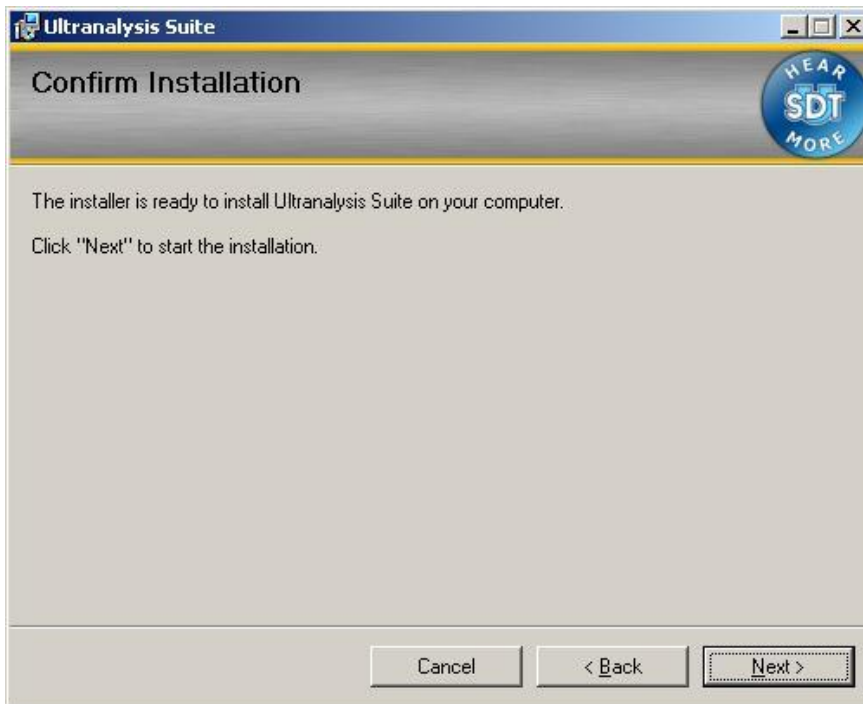 Ultranalysis Suite
Confirm Installation
HEAR
SDT
MORE
The installer is ready to install Ultranalysis Suite on your computer.
Click "Next" to start the installation.
Cancel
< Back
Next >